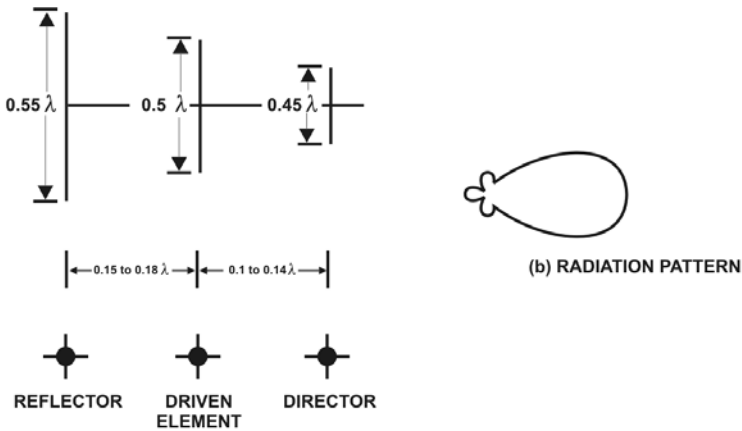 0.55 λ
0.5 λ
0.45 λ
0.15 to 0.18 λ
0.1 to 0.14 λ
(b) RADIATION PATTERN
REFLECTOR
DRIVEN
ELEMENT
DIRECTOR